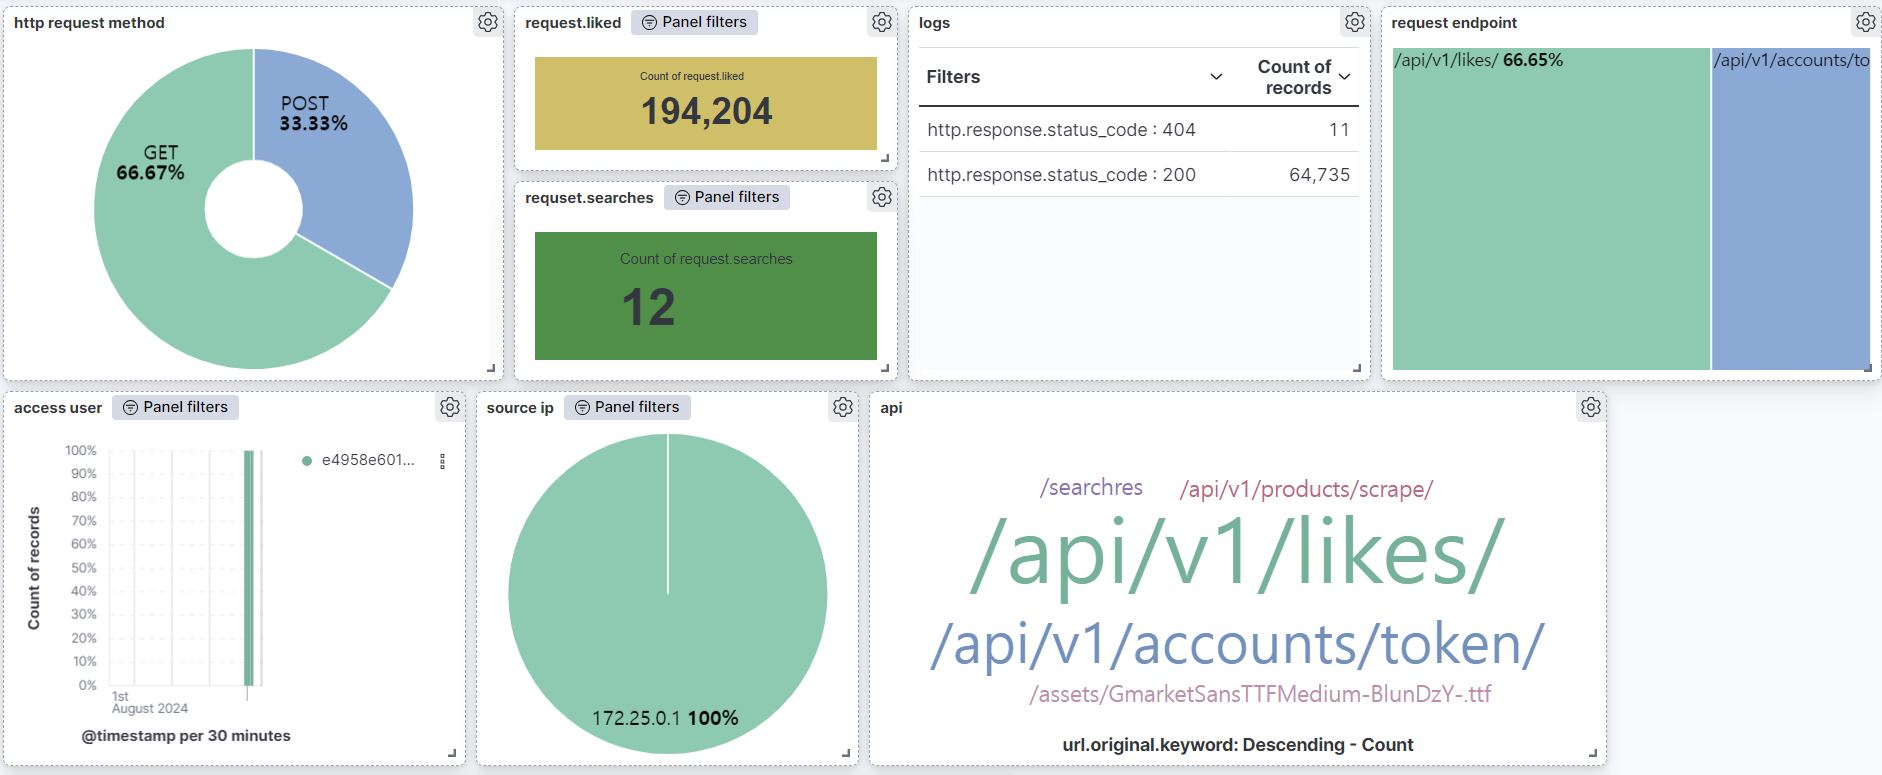 http request method
POST
33.33%
GET
66.67%
request.liked Panel filters
Count of request.liked
194,204
requset.searches Panel filters
Count of request.searches
12
logs
Filters Count of
records
http.response.status_code : 404 11
http.response.status_code : 200 64,735
request endpoint
/api/v1/likes/ 66.65% /api/v1/accounts/to
access user Panel filters
100%
90%
80%
70%
60%
50%
40%
30%
20%
10%
0%
Count of records
1st
August 2024
@timestamp per 30 minutes
e4958e601...
source ip Panel filters
172.25.0.1 100%
api
/searchres /api/v1/products/scrape/
/api/v1/likes/
/api/v1/accounts/token/
/assets/GmarketSansTTFMedium-BlunDzY-.ttf
url.original.keyword: Descending - Count